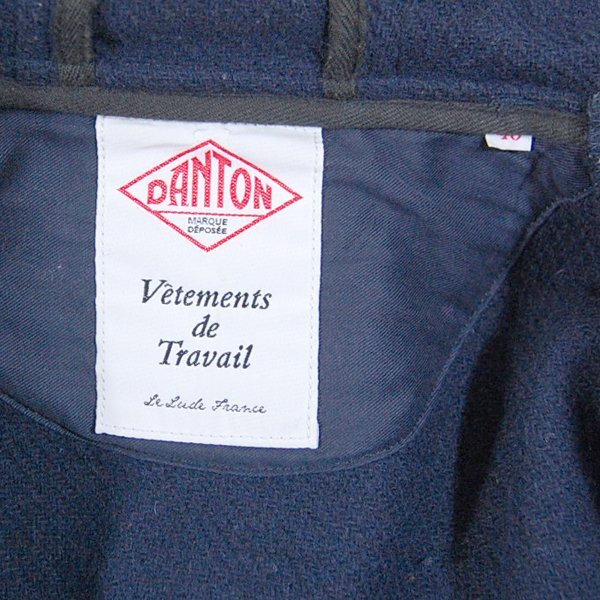 DANTON
MARQUE
DÉPOSÉE
Vêtements
de
Travail
Le Lude France